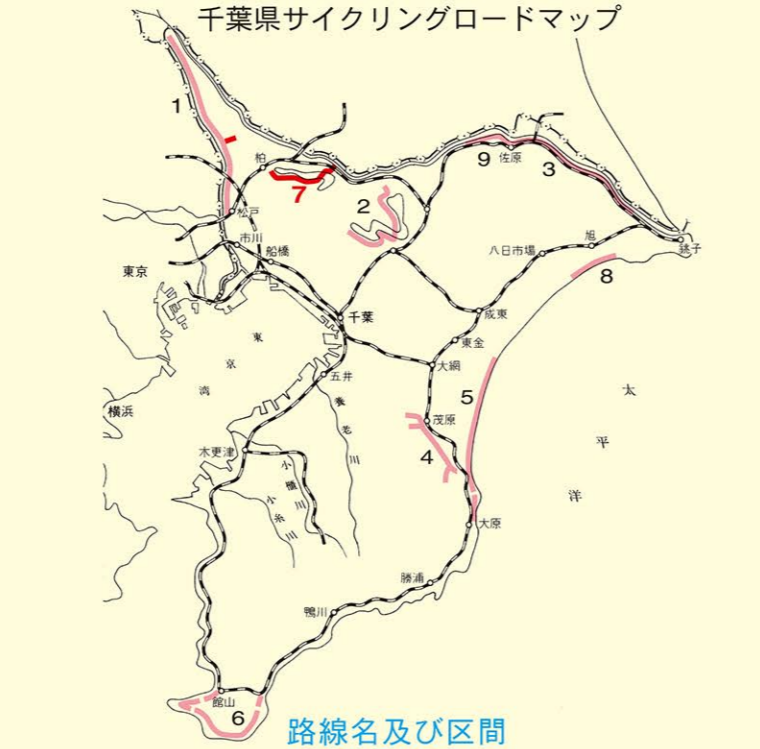 千葉県サイクリングロードマップ
1
柏
7
2
9
佐原
3
松戸
市川
船橋
東京
銚子
旭
八日市場
8
千葉
成東
東金
大網
東京湾
五井
養老川
5
太平洋
横浜
茂原
4
木更津
小櫃川
小糸川
大原
勝浦
鴨川
館山
6
路線名及び区間